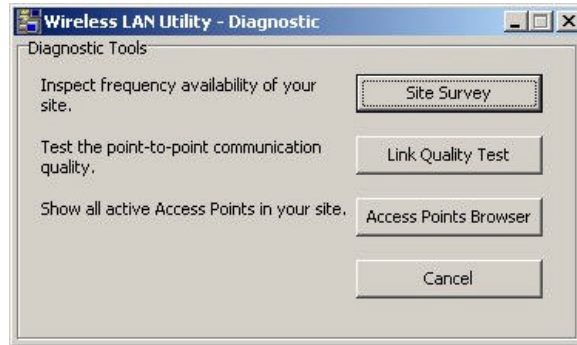 Wireless LAN Utility - Diagnostic
Diagnostic Tools
Inspect frequency availability of your
site.
Site Survey
Test the point-to-point communication
quality.
Link Quality Test
Show all active Access Points in your site.
Access Points Browser
Cancel